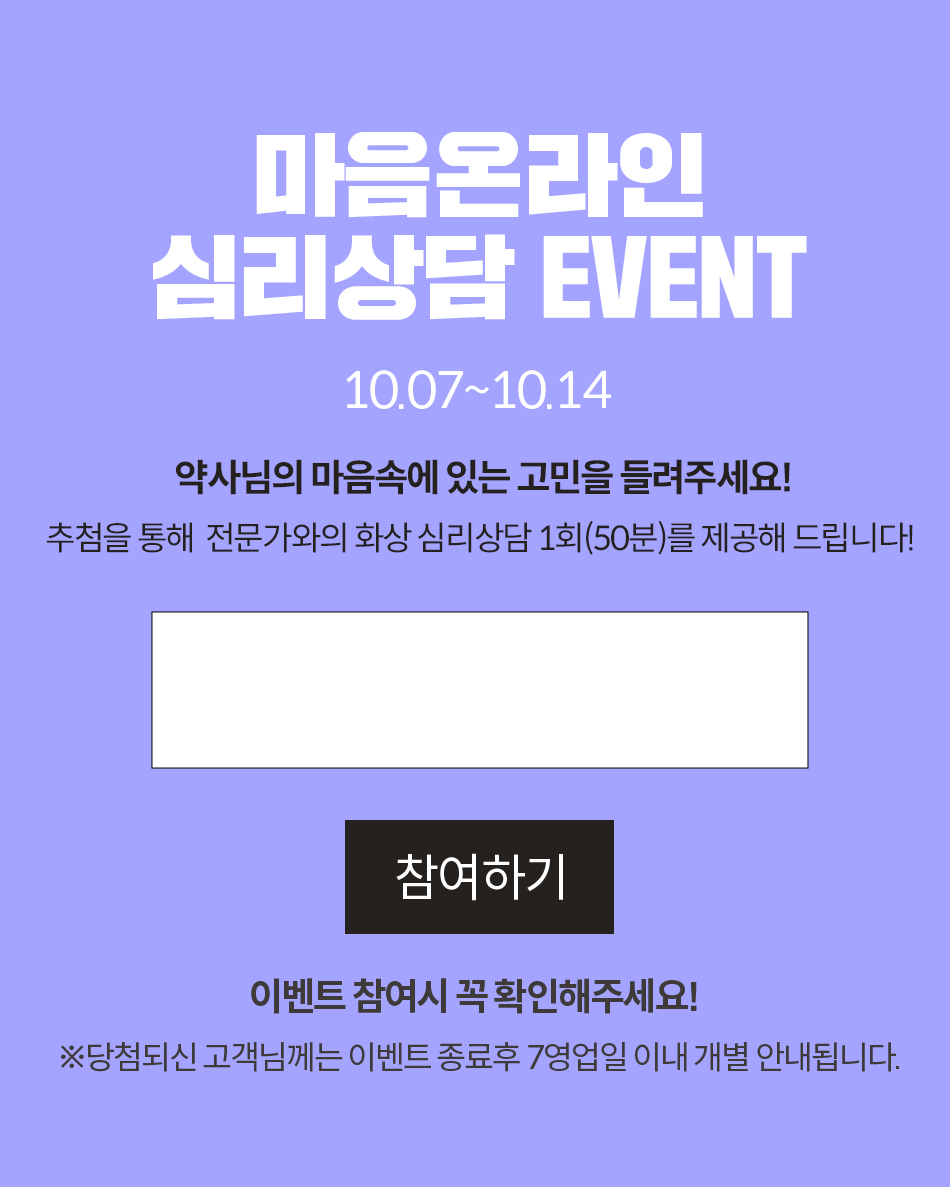 마음온라인
심리상담 EVENT
10.07~10.14
약사님의 마음속에 있는 고민을 들려주세요!
추첨을 통해 전문가와의 화상 심리상담 1회(50분)를 제공해 드립니다!
참여하기
이벤트 참여시 꼭 확인해주세요!
※당첨되신 고객님께는 이벤트 종료후 7영업일 이내 개별 안내됩니다.